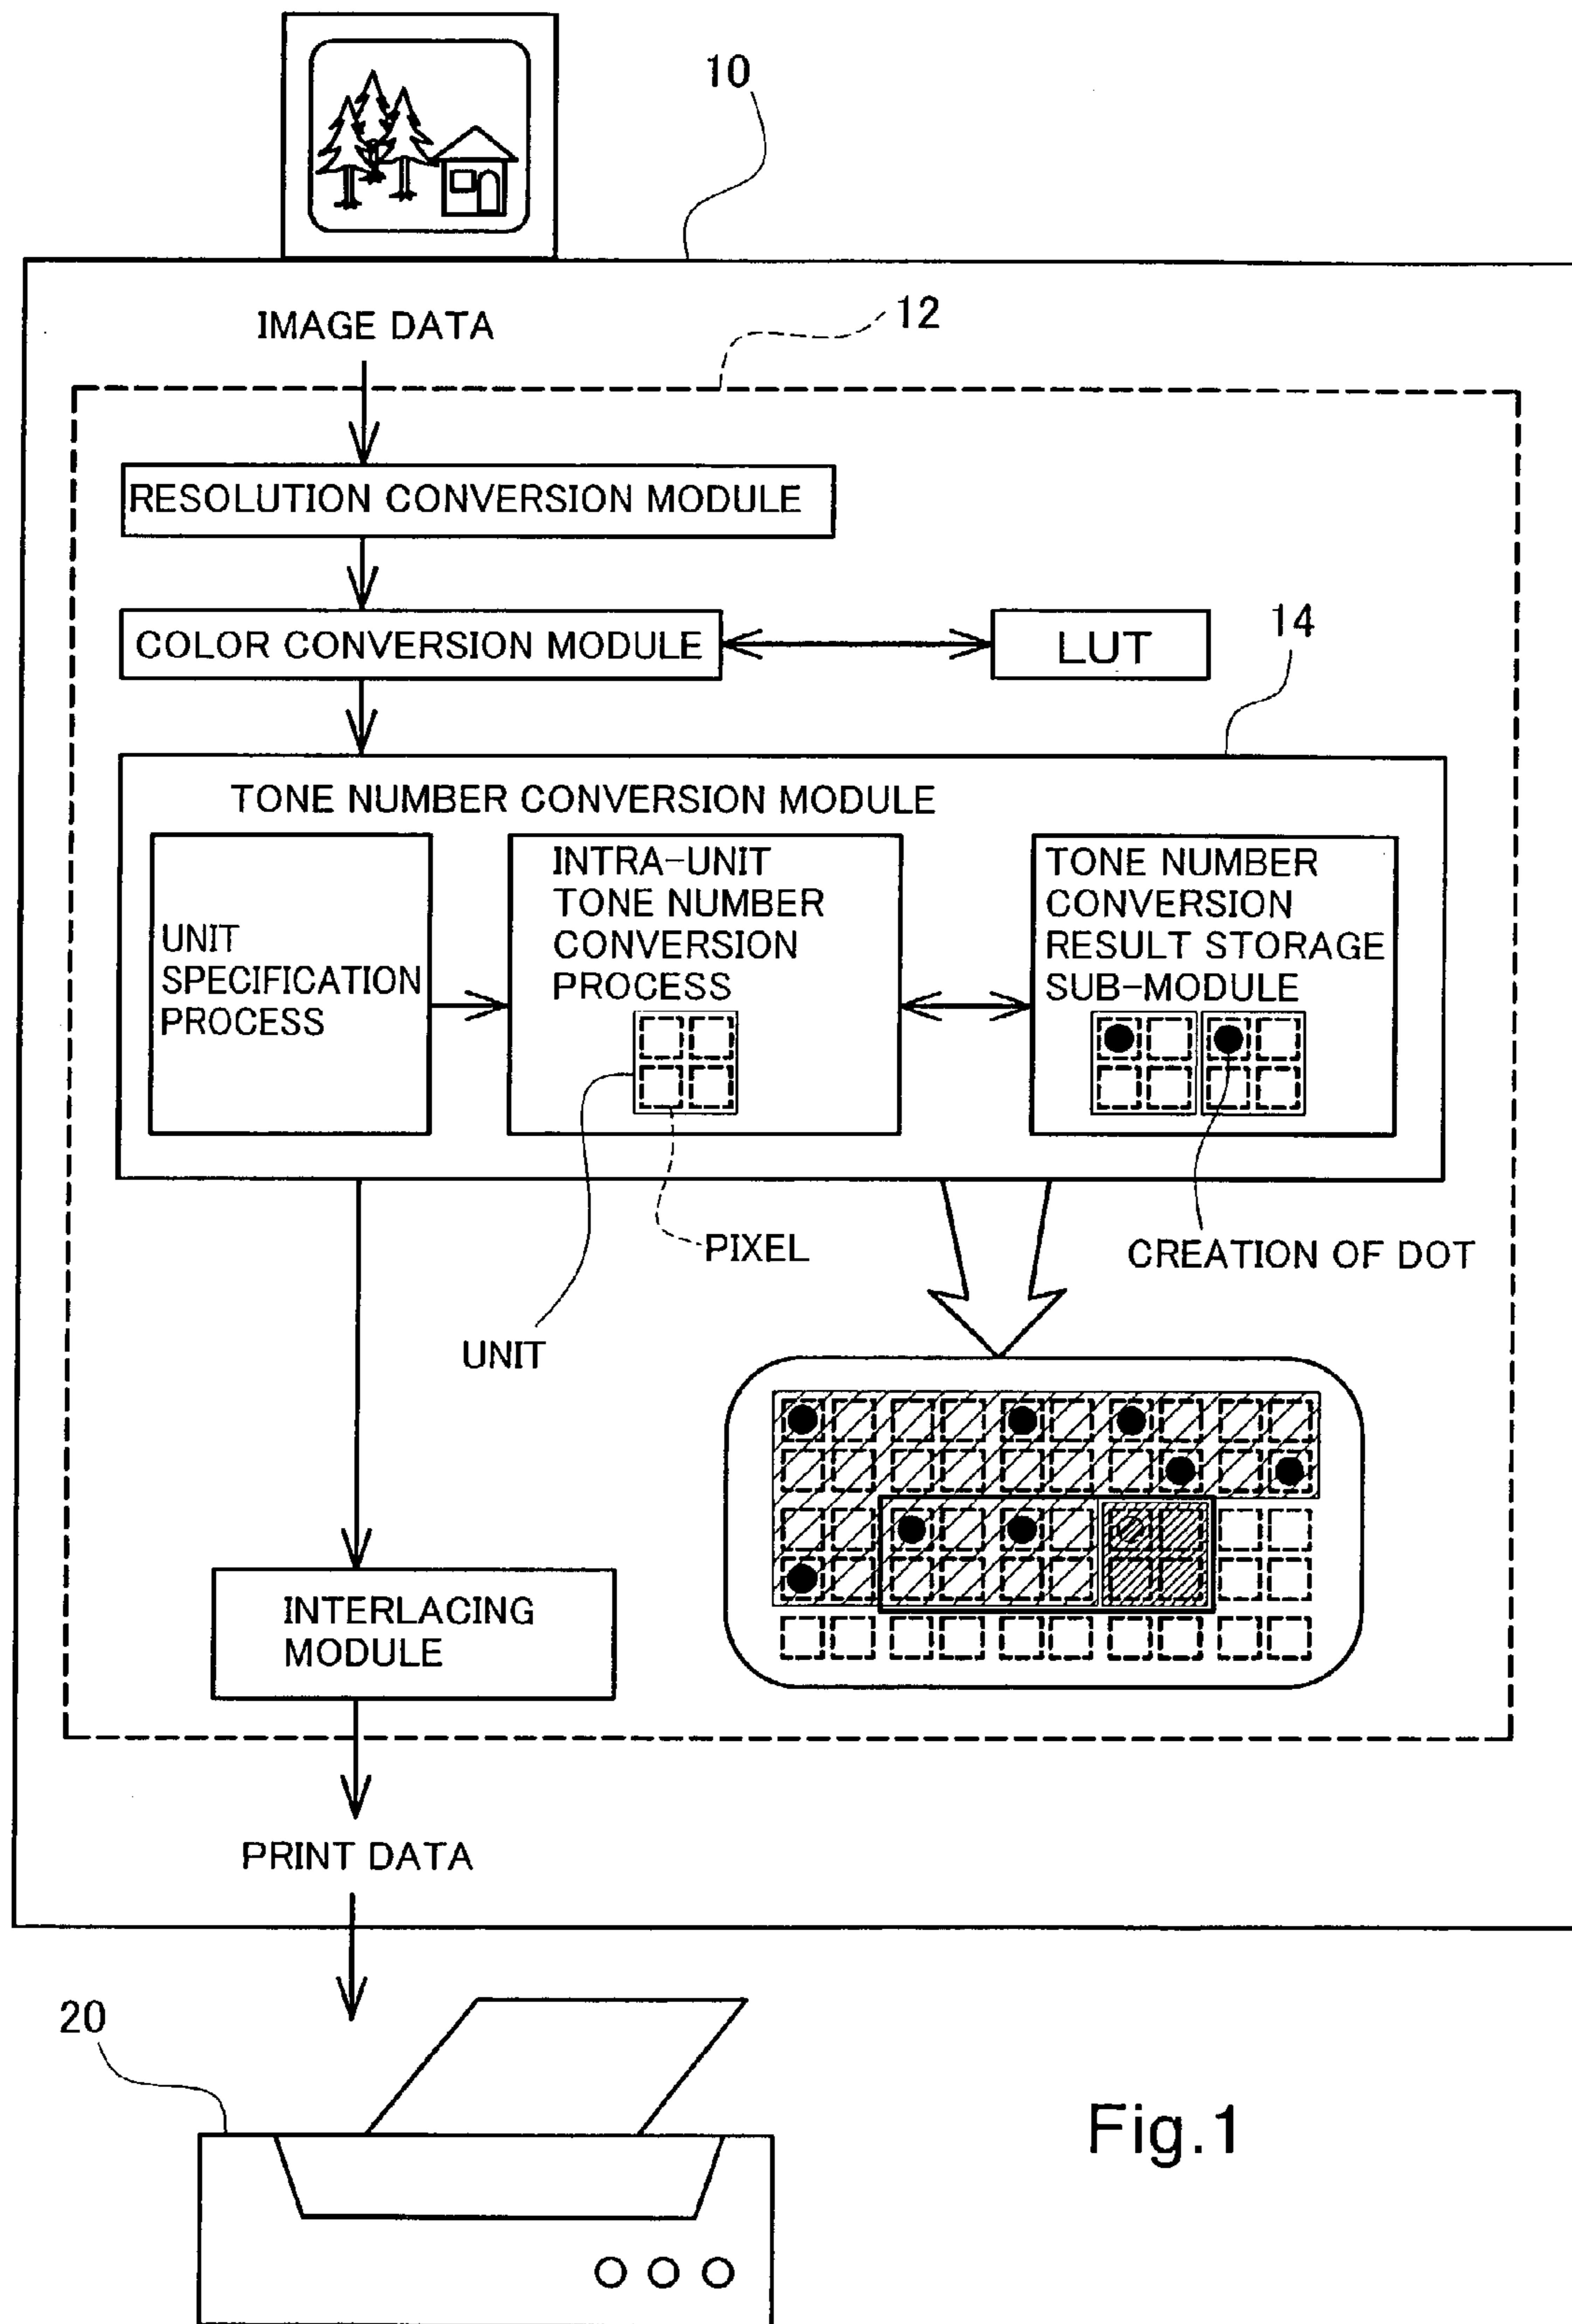 10
IMAGE DATA
12
RESOLUTION CONVERSION MODULE
COLOR CONVERSION MODULE
LUT
14
TONE NUMBER CONVERSION MODULE
UNIT
SPECIFICATION
PROCESS
INTRA-UNIT
TONE NUMBER
CONVERSION
PROCESS
TONE NUMBER
CONVERSION
RESULT STORAGE
SUB-MODULE
PIXEL
CREATION OF DOT
UNIT
INTERLACING
MODULE
PRINT DATA
20
Fig.1